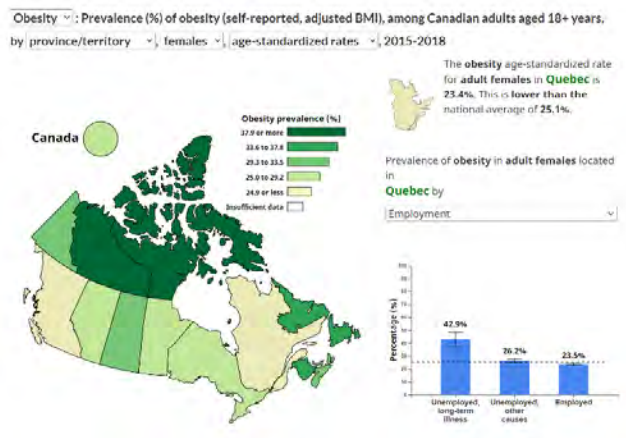 Obesity : Prevalence (%) of obesity (self-reported, adjusted BMI), among Canadian adults aged 18+ years,
by province/territory , females , age-standardized rates , 2015-2018
The obesity age-standardized rate
for adult females in Quebec is
23.4%. This is lower than the
national average of 25.1%.
Canada
Obesity prevalence (%)
37.9 or more
33.6 to 37.8
29.3 to 33.5
25.0 to 29.2
24.9 or less
Insufficient data
Prevalence of obesity in adult females located
in
Quebec by
Employment
Percentage (%)
42.9%
26.2%
23.5%
Unemployed,
long-term
illness
Unemployed,
other
causes
Employed